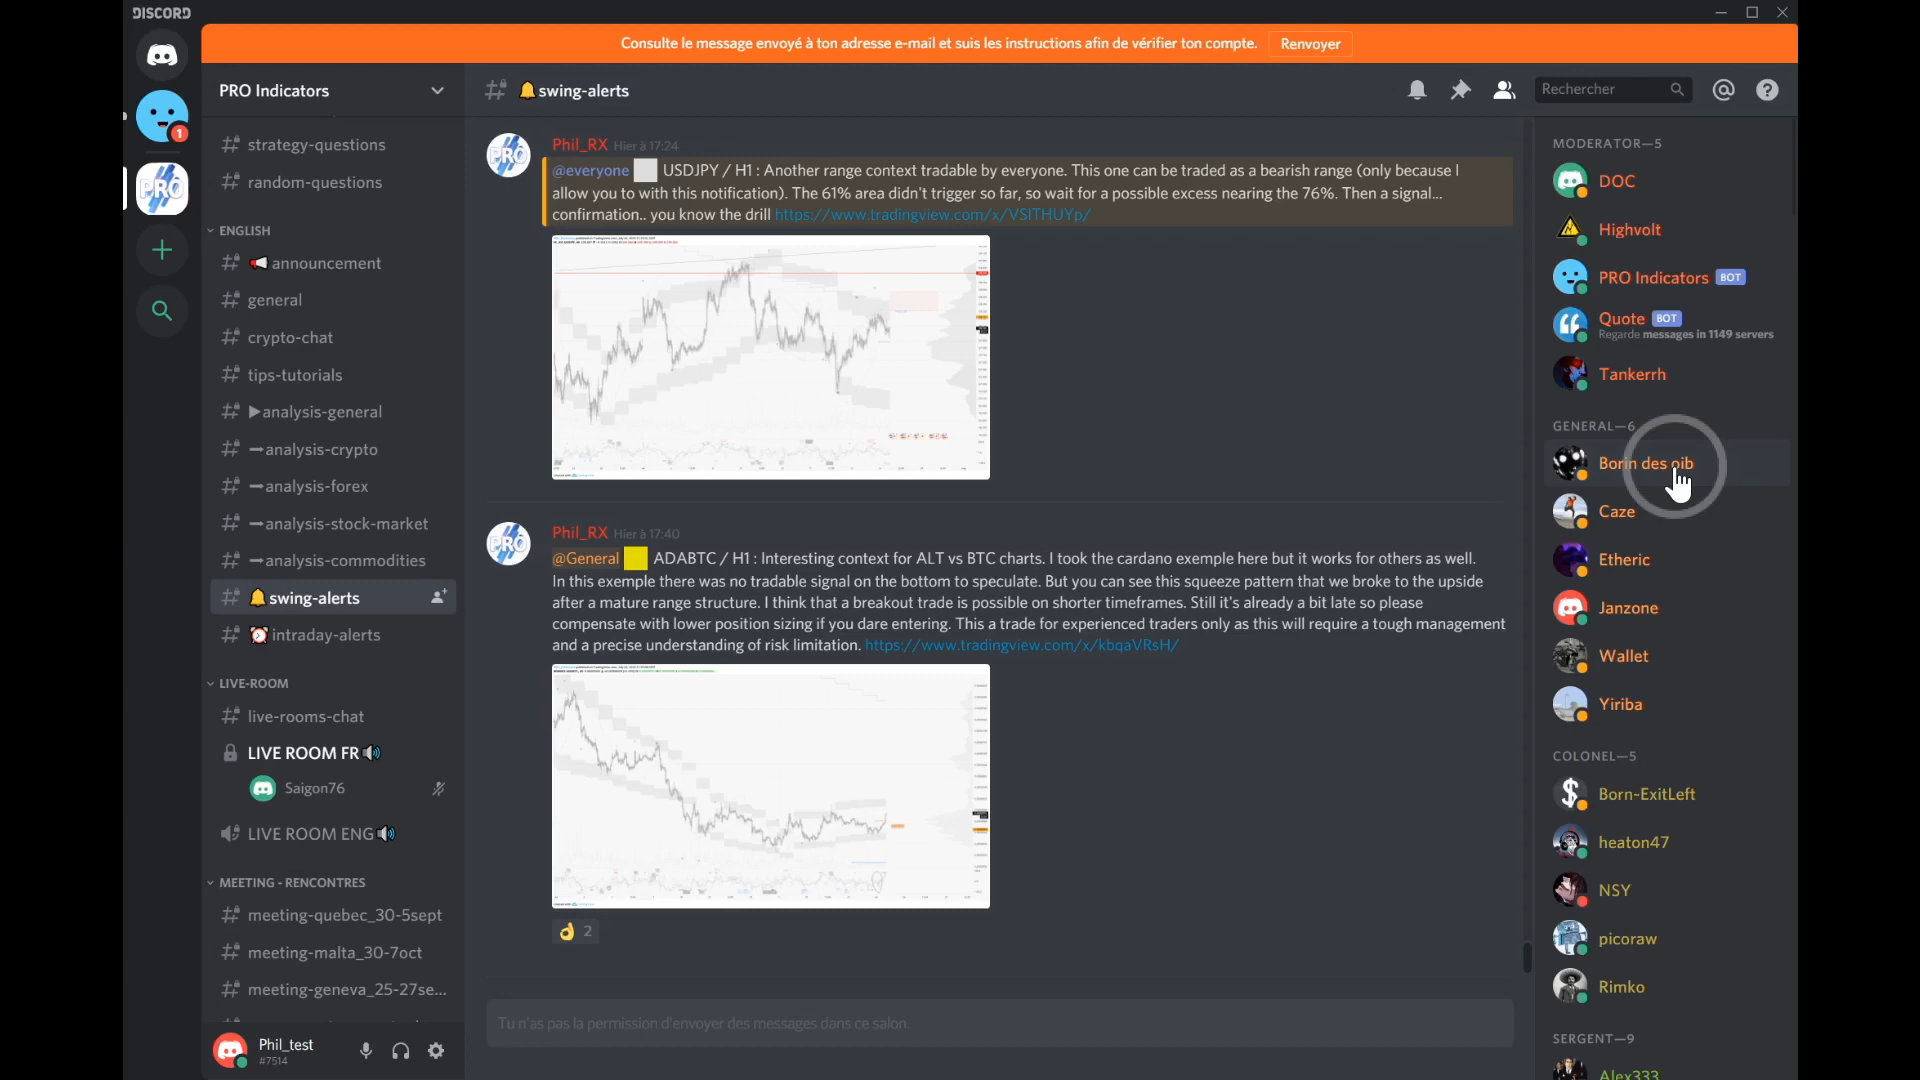 DISCORD
Consulte le message envoyé à ton adresse e-mail et suis les instructions afin de vérifier ton compte.
Renvoyer
PRO Indicators
strategy-questions
random-questions
ENGLISH
📢 announcement
general
crypto-chat
tips-tutorials
▶analysis-general
➖analysis-crypto
➖analysis-forex
➖analysis-stock-market
➖analysis-commodities
🔔swing-alerts
⏰intraday-alerts
LIVE-ROOM
live-rooms-chat
LIVE ROOM FR🔊
Saigon76
LIVE ROOM ENG🔊
MEETING - RENCONTRES
meeting-quebec_30-5sept
meeting-malta_30-7oct
meeting-geneva_25-27se...
Phil_test
#7514
🔔swing-alerts
Rechercher
PRO
1
Phil_RX Hier à 17:24
@everyone ⬜ USDJPY / H1 : Another range context tradable by everyone. This one can be traded as a bearish range (only because I
allow you to with this notification). The 61% area didn't trigger so far, so wait for a possible excess nearing the 76%. Then a signal...
confirmation.. you know the drill https://www.tradingview.com/x/VSITHUYp/
PRO
Phil_RX Hier à 17:40
@General 🟨 ADABTC / H1 : Interesting context for ALT vs BTC charts. I took the cardano exemple here but it works for others as well.
In this exemple there was no tradable signal on the bottom to speculate. But you can see this squeeze pattern that we broke to the upside
after a mature range structure. I think that a breakout trade is possible on shorter timeframes. Still it's already a bit late so please
compensate with lower position sizing if you dare entering. This a trade for experienced traders only as this will require a tough management
and a precise understanding of risk limitation. https://www.tradingview.com/x/kbqaVRsH/
PRO
👌 2
Tu n'as pas la permission d'envoyer des messages dans ce salon.
MODERATOR—5
DOC
Highvolt
PRO Indicators BOT
Quote BOT
Regarde messages in 1149 servers
Tankerrh
GENERAL—6
Borin des oib
Caze
Etheric
Janzone
Wallet
Yiriba
COLONEL—5
Born-ExitLeft
heaton47
NSY
picoraw
Rimko
SERGENT—9
Alex333